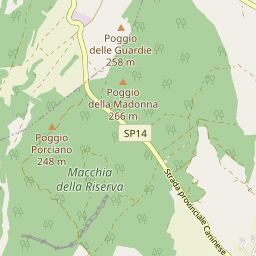 Poggio
delle Guardie
258 m
Poggio
della Madonna
266 m
SP14
Poggio
Porciano
248 m
Macchia
della Riserva
Strada provinciale Caninese